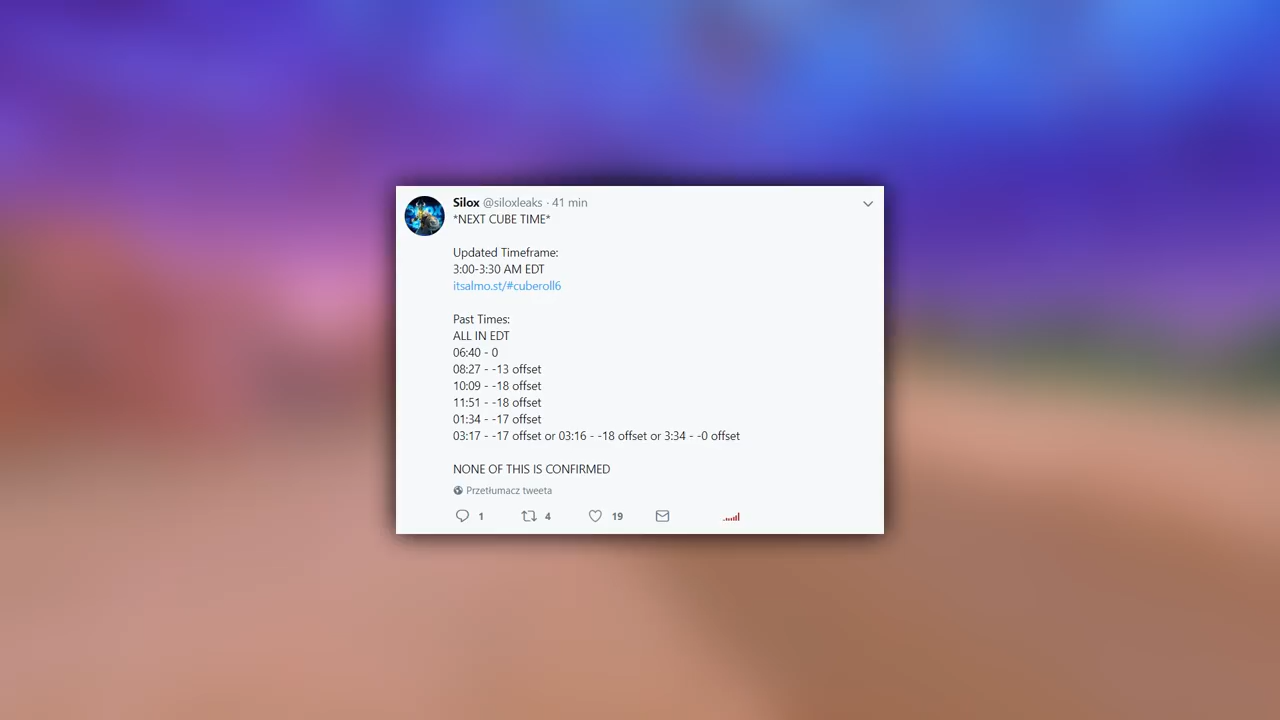 Silox @siloxleaks · 41 min
*NEXT CUBE TIME*
Updated Timeframe:
3:00-3:30 AM EDT
itsalmo.st/#cuberoll6
Past Times:
ALL IN EDT
06:40 - 0
08:27 - -13 offset
10:09 - -18 offset
11:51 - -18 offset
01:34 - -17 offset
03:17 - -17 offset or 03:16 - -18 offset or 3:34 - -0 offset
NONE OF THIS IS CONFIRMED
Przetłumacz tweeta
1 4 19